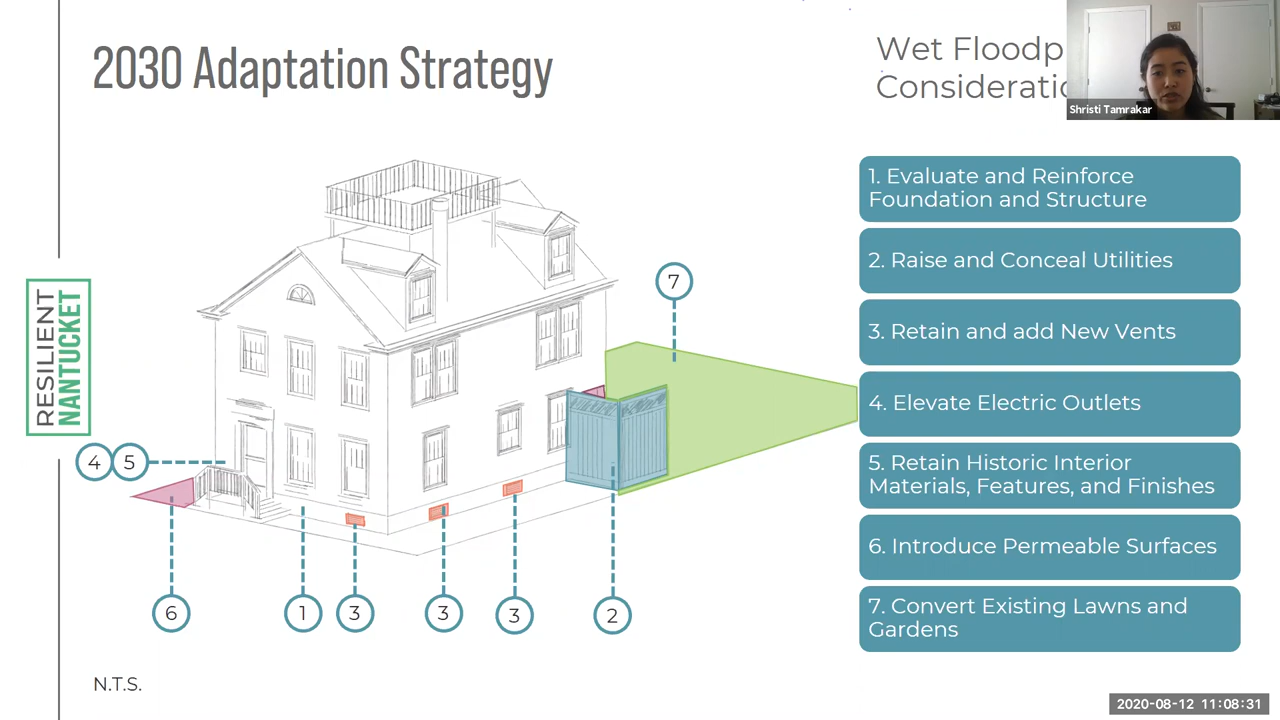 2030 Adaptation Strategy
Wet
Shristi Tamrakar
1. Evaluate and Reinforce
Foundation and Structure
2. Raise and Conceal Utilities
3. Retain and add New Vents
4. Elevate Electric Outlets
5. Retain Historic Interior
Materials, Features, and Finishes
6. Introduce Permeable Surfaces
7. Convert Existing Lawns and
Gardens
RESILIENT
NANTUCKET
7
4 5
6 1 3 3 3 2
N.T.S.
2020-08-12 11:08:31